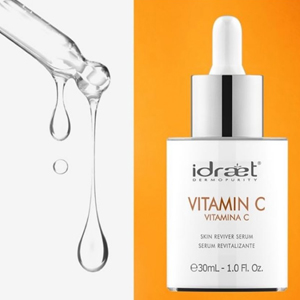 idraet
DERMOPURITY
VITAMIN C
VITAMINA C
SKIN REVIVER SERUM
SERUM REVITALIZANTE
℮30mL - 1.0 Fl. Oz.